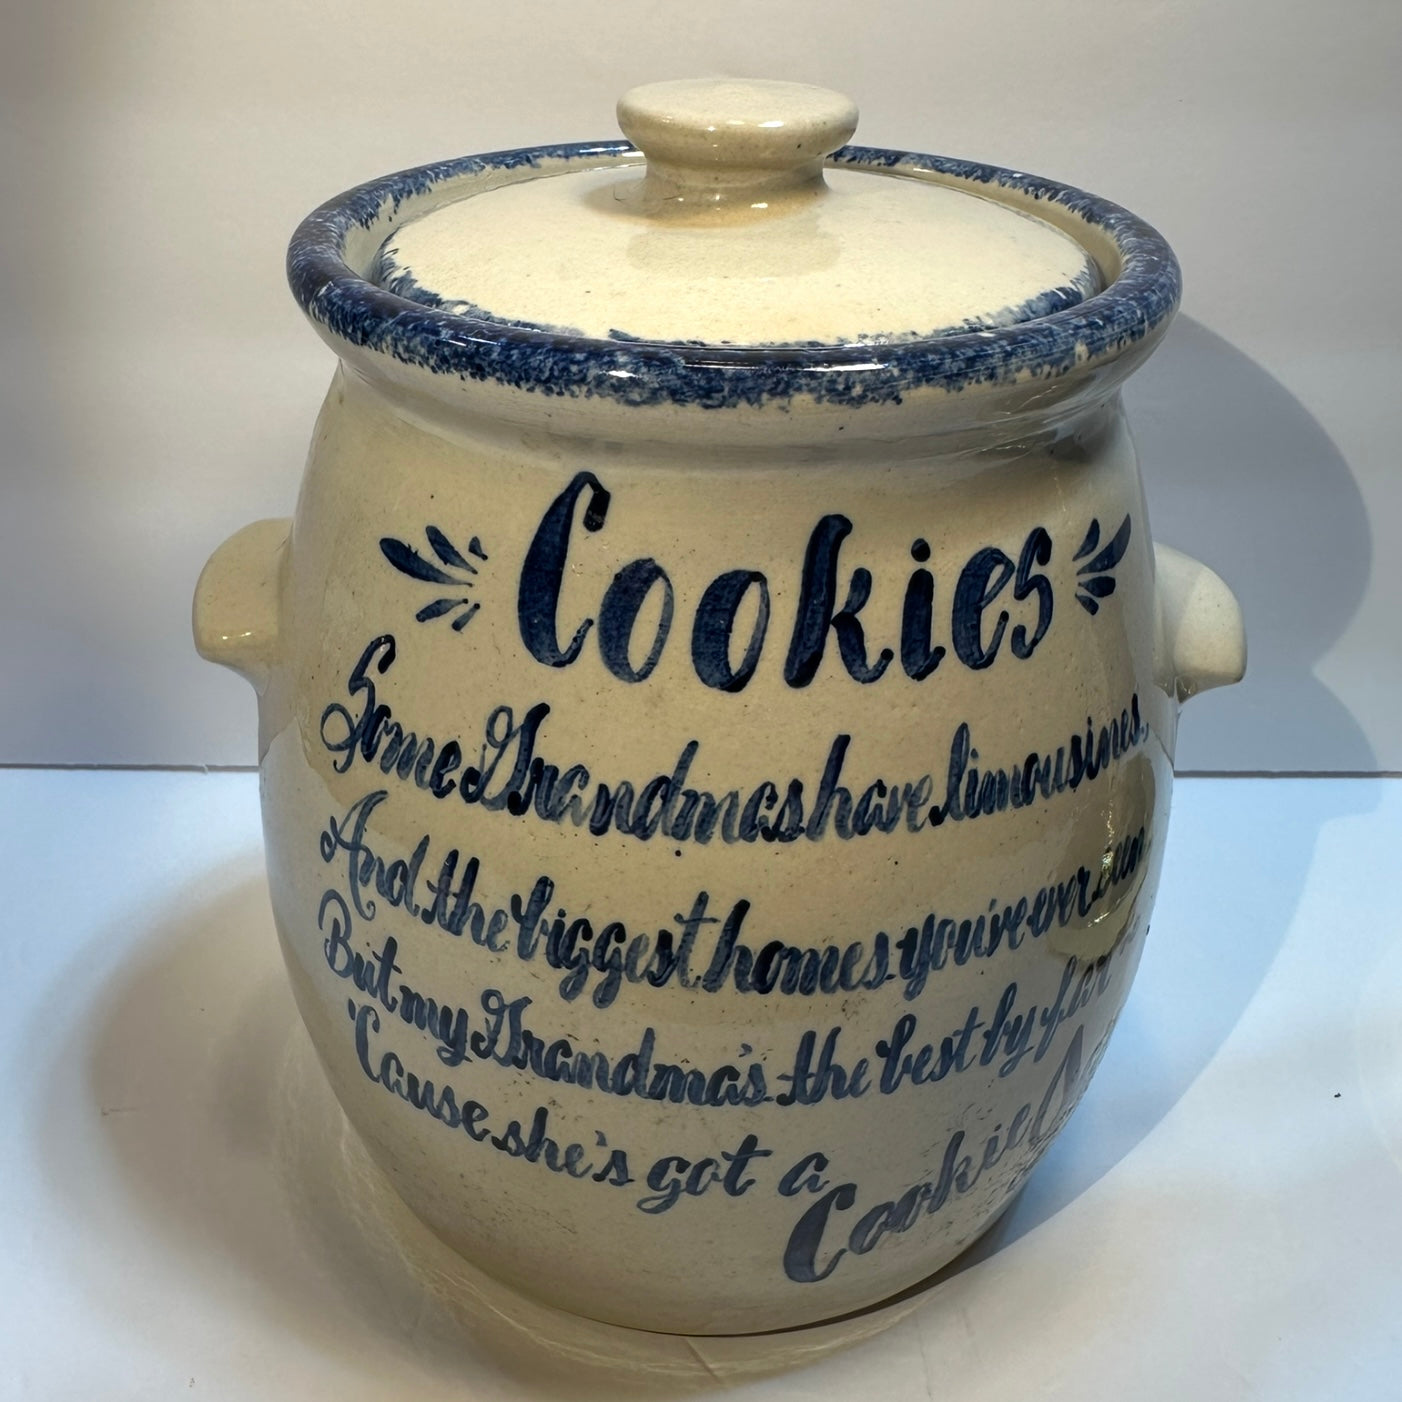 Cookies
Some Grandmas have limousines,
And the biggest homes you've ever
But my Grandma's the best by far
'Cause she's got a
Cookie